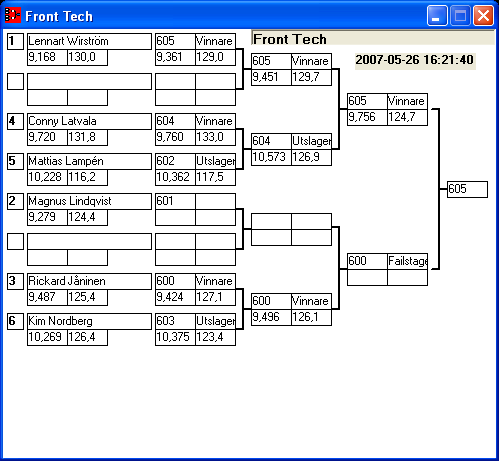 Front Tech
Front Tech
2007-05-26 16:21:40
1 Lennart Wirström 605 Vinnare
9,168 130,0 9,361 129,0
605 Vinnare
9,451 129,7
605 Vinnare
9,756 124,7
4 Conny Latvala 604 Vinnare
9,720 131,8 9,760 133,0
604 Utslager
10,573 126,9
5 Mattias Lampén 602 Utslager
10,228 116,2 10,362 117,5
605
2 Magnus Lindqvist 601
9,279 124,4
600 Failstage
3 Rickard Jåninen 600 Vinnare
9,487 125,4 9,424 127,1
600 Vinnare
9,496 126,1
6 Kim Nordberg 603 Utslager
10,269 126,4 10,375 123,4